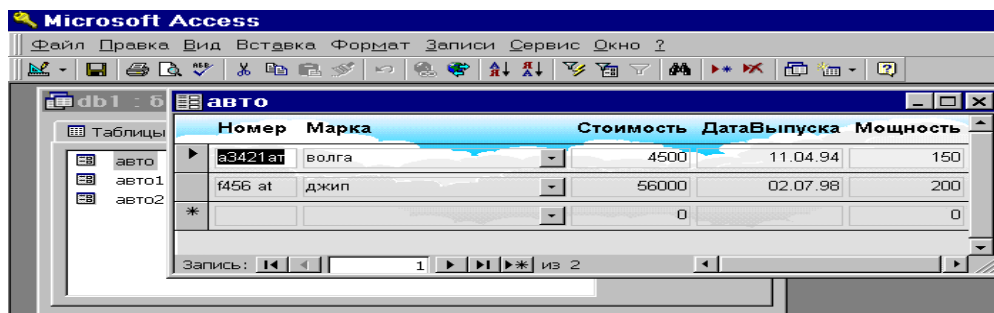 Microsoft Access
Файл Правка Вид Вставка Формат Записи Сервис Окно ?
db1 : б
авто
Таблицы
Номер Марка Стоимость ДатаВыпуска Мощность
авто
авто1
авто2
а3421ат волга 4500 11.04.94 150
f456 at джип 56000 02.07.98 200
* 0 0
Запись: 1 из 2